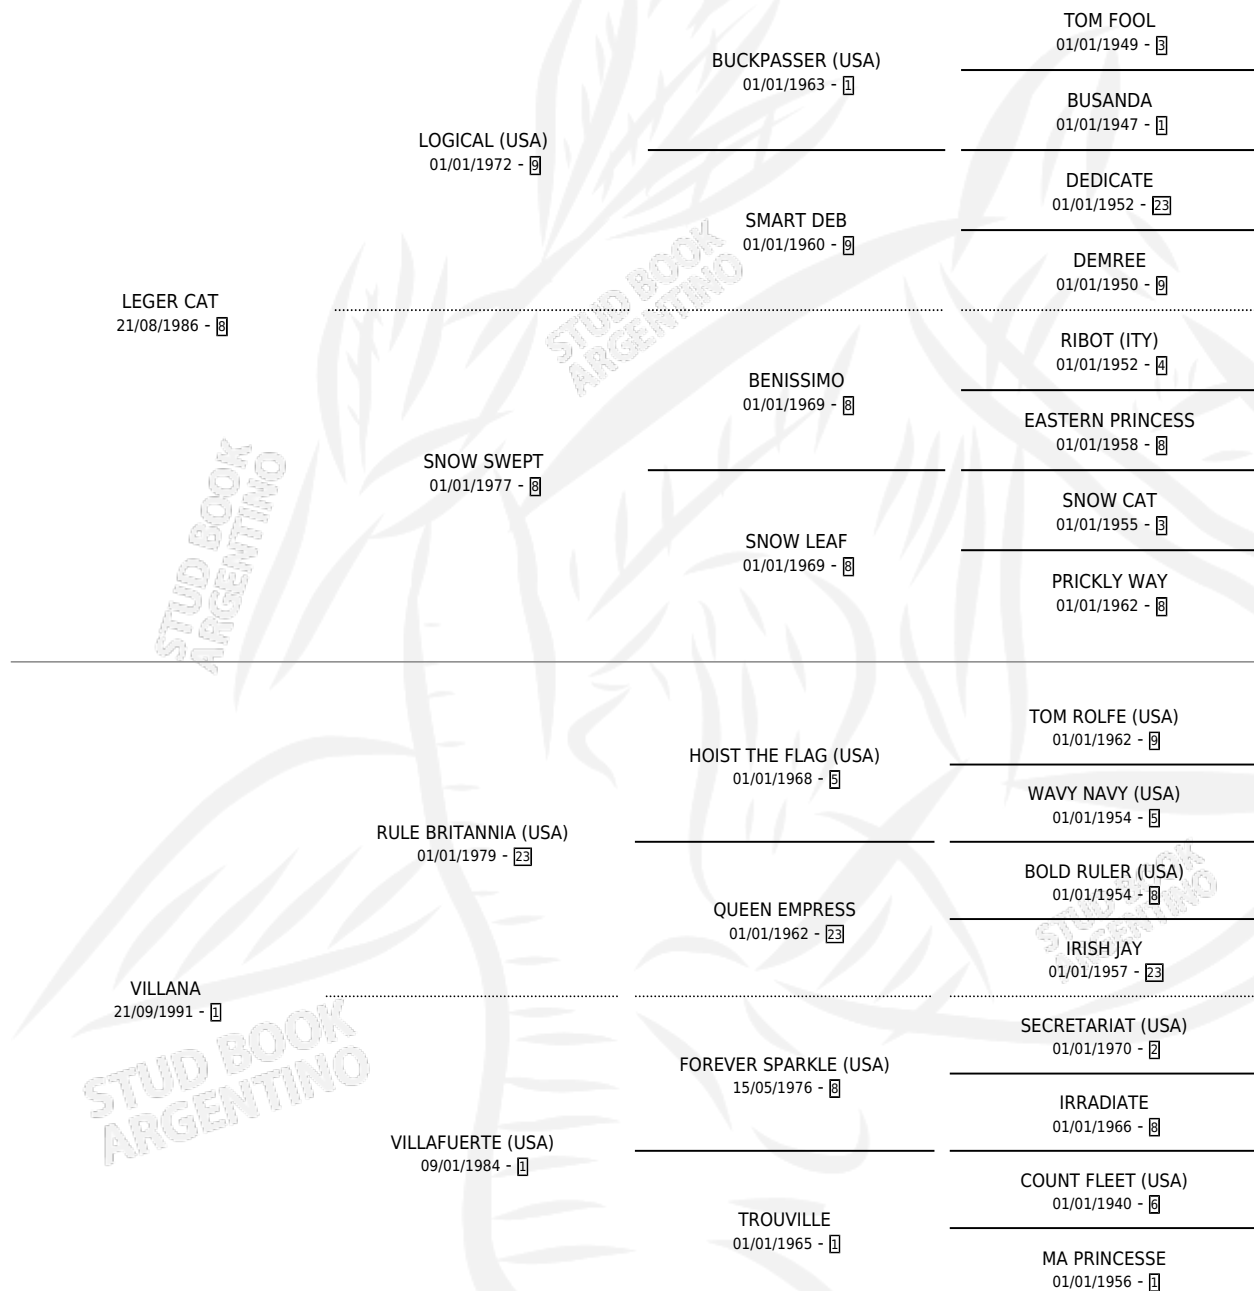 TOM FOOL
01/01/1949 - 3
BUCKPASSER (USA)
01/01/1963 - 1
BUSANDA
01/01/1947 - 1
LOGICAL (USA)
01/01/1972 - 9
DEDICATE
01/01/1952 - 23
SMART DEB
01/01/1960 - 9
DEMREE
01/01/1950 - 9
LEGER CAT
21/08/1986 - 8
RIBOT (ITY)
01/01/1952 - 4
BENISSIMO
01/01/1969 - 8
EASTERN PRINCESS
01/01/1958 - 8
SNOW SWEPT
01/01/1977 - 8
SNOW CAT
01/01/1955 - 3
SNOW LEAF
01/01/1969 - 8
PRICKLY WAY
01/01/1962 - 8
STUD BOOK
ARGENTINO
STUD BOOK
ARGENTINO
TOM ROLFE (USA)
01/01/1962 - 9
HOIST THE FLAG (USA)
01/01/1968 - 5
WAVY NAVY (USA)
01/01/1954 - 5
RULE BRITANNIA (USA)
01/01/1979 - 23
BOLD RULER (USA)
01/01/1954 - 8
QUEEN EMPRESS
01/01/1962 - 23
IRISH JAY
01/01/1957 - 23
VILLANA
21/09/1991 - 1
SECRETARIAT (USA)
01/01/1970 - 2
FOREVER SPARKLE (USA)
15/05/1976 - 8
IRRADIATE
01/01/1966 - 8
VILLAFUERTE (USA)
09/01/1984 - 1
COUNT FLEET (USA)
01/01/1940 - 6
TROUVILLE
01/01/1965 - 1
MA PRINCESSE
01/01/1956 - 1
STUD BOOK
ARGENTINO
STUD BOOK
ARGENTINO